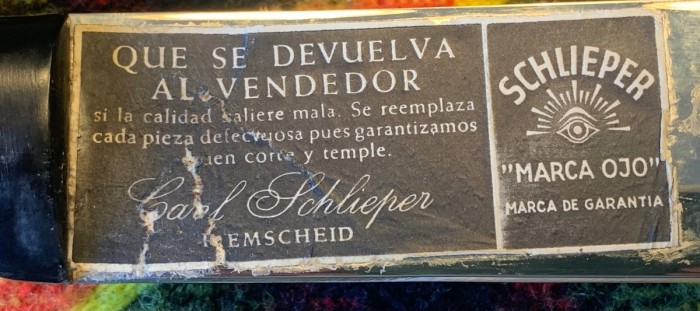 QUE SE DEVUELVA
AL VENDEDOR
si la calidad saliere mala. Se reemplaza
cada pieza defectuosa pues garantizamos
corte y temple.
Carl Schlieper
REMSCHEID
SCHLIEPER
"MARCA OJO"
MARCA DE GARANTIA